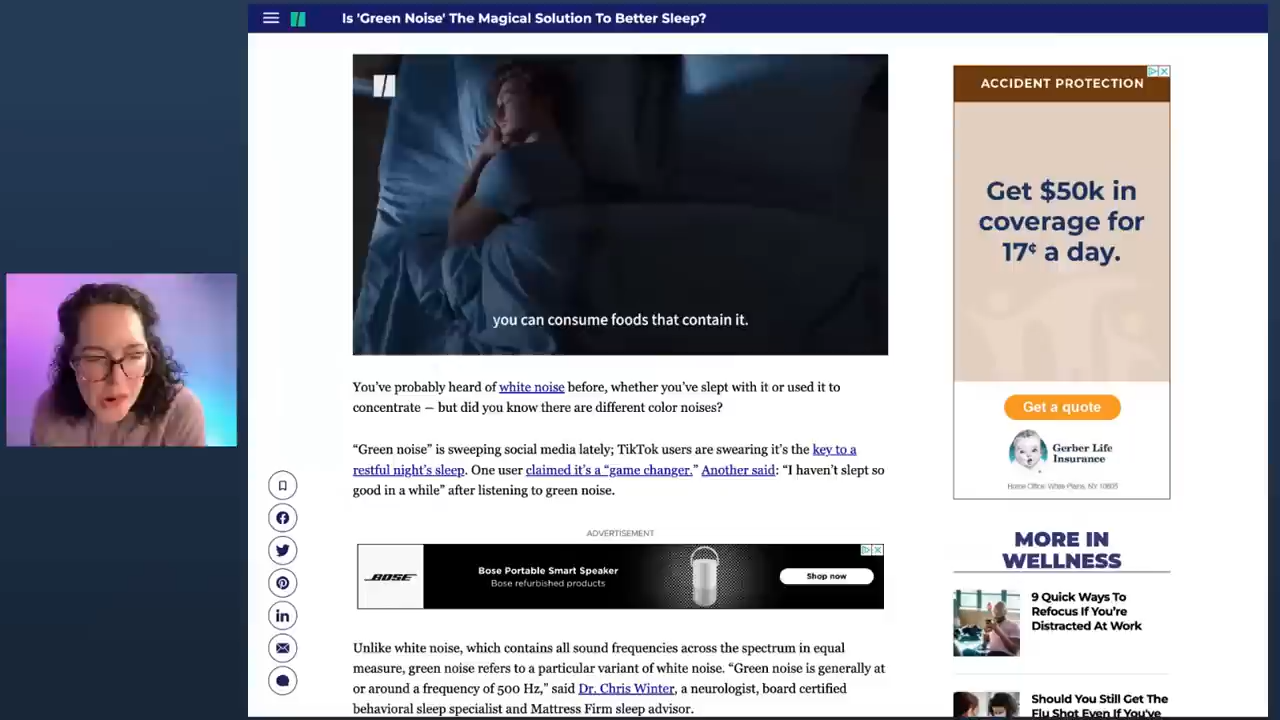 Is 'Green Noise' The Magical Solution To Better Sleep?
you can consume foods that contain it.
You've probably heard of white noise before, whether you've slept with it or used it to
concentrate — but did you know there are different color noises?
“Green noise” is sweeping social media lately; TikTok users are swearing it's the key to a
restful night's sleep. One user claimed it's a “game changer.” Another said: “I haven't slept so
good in a while” after listening to green noise.
ADVERTISEMENT
BOSE
Bose Portable Smart Speaker
Bose refurbished products
Shop now
Unlike white noise, which contains all sound frequencies across the spectrum in equal
measure, green noise refers to a particular variant of white noise. “Green noise is generally at
or around a frequency of 500 Hz,” said Dr. Chris Winter, a neurologist, board certified
behavioral sleep specialist and Mattress Firm sleep advisor.
ACCIDENT PROTECTION
Get $50k in
coverage for
17¢ a day.
Get a quote
Gerber Life
Insurance
Home Office: White Plains, NY 10605
MORE IN
WELLNESS
9 Quick Ways To
Refocus If You're
Distracted At Work
Should You Still Get The
Flu Shot Even If You've